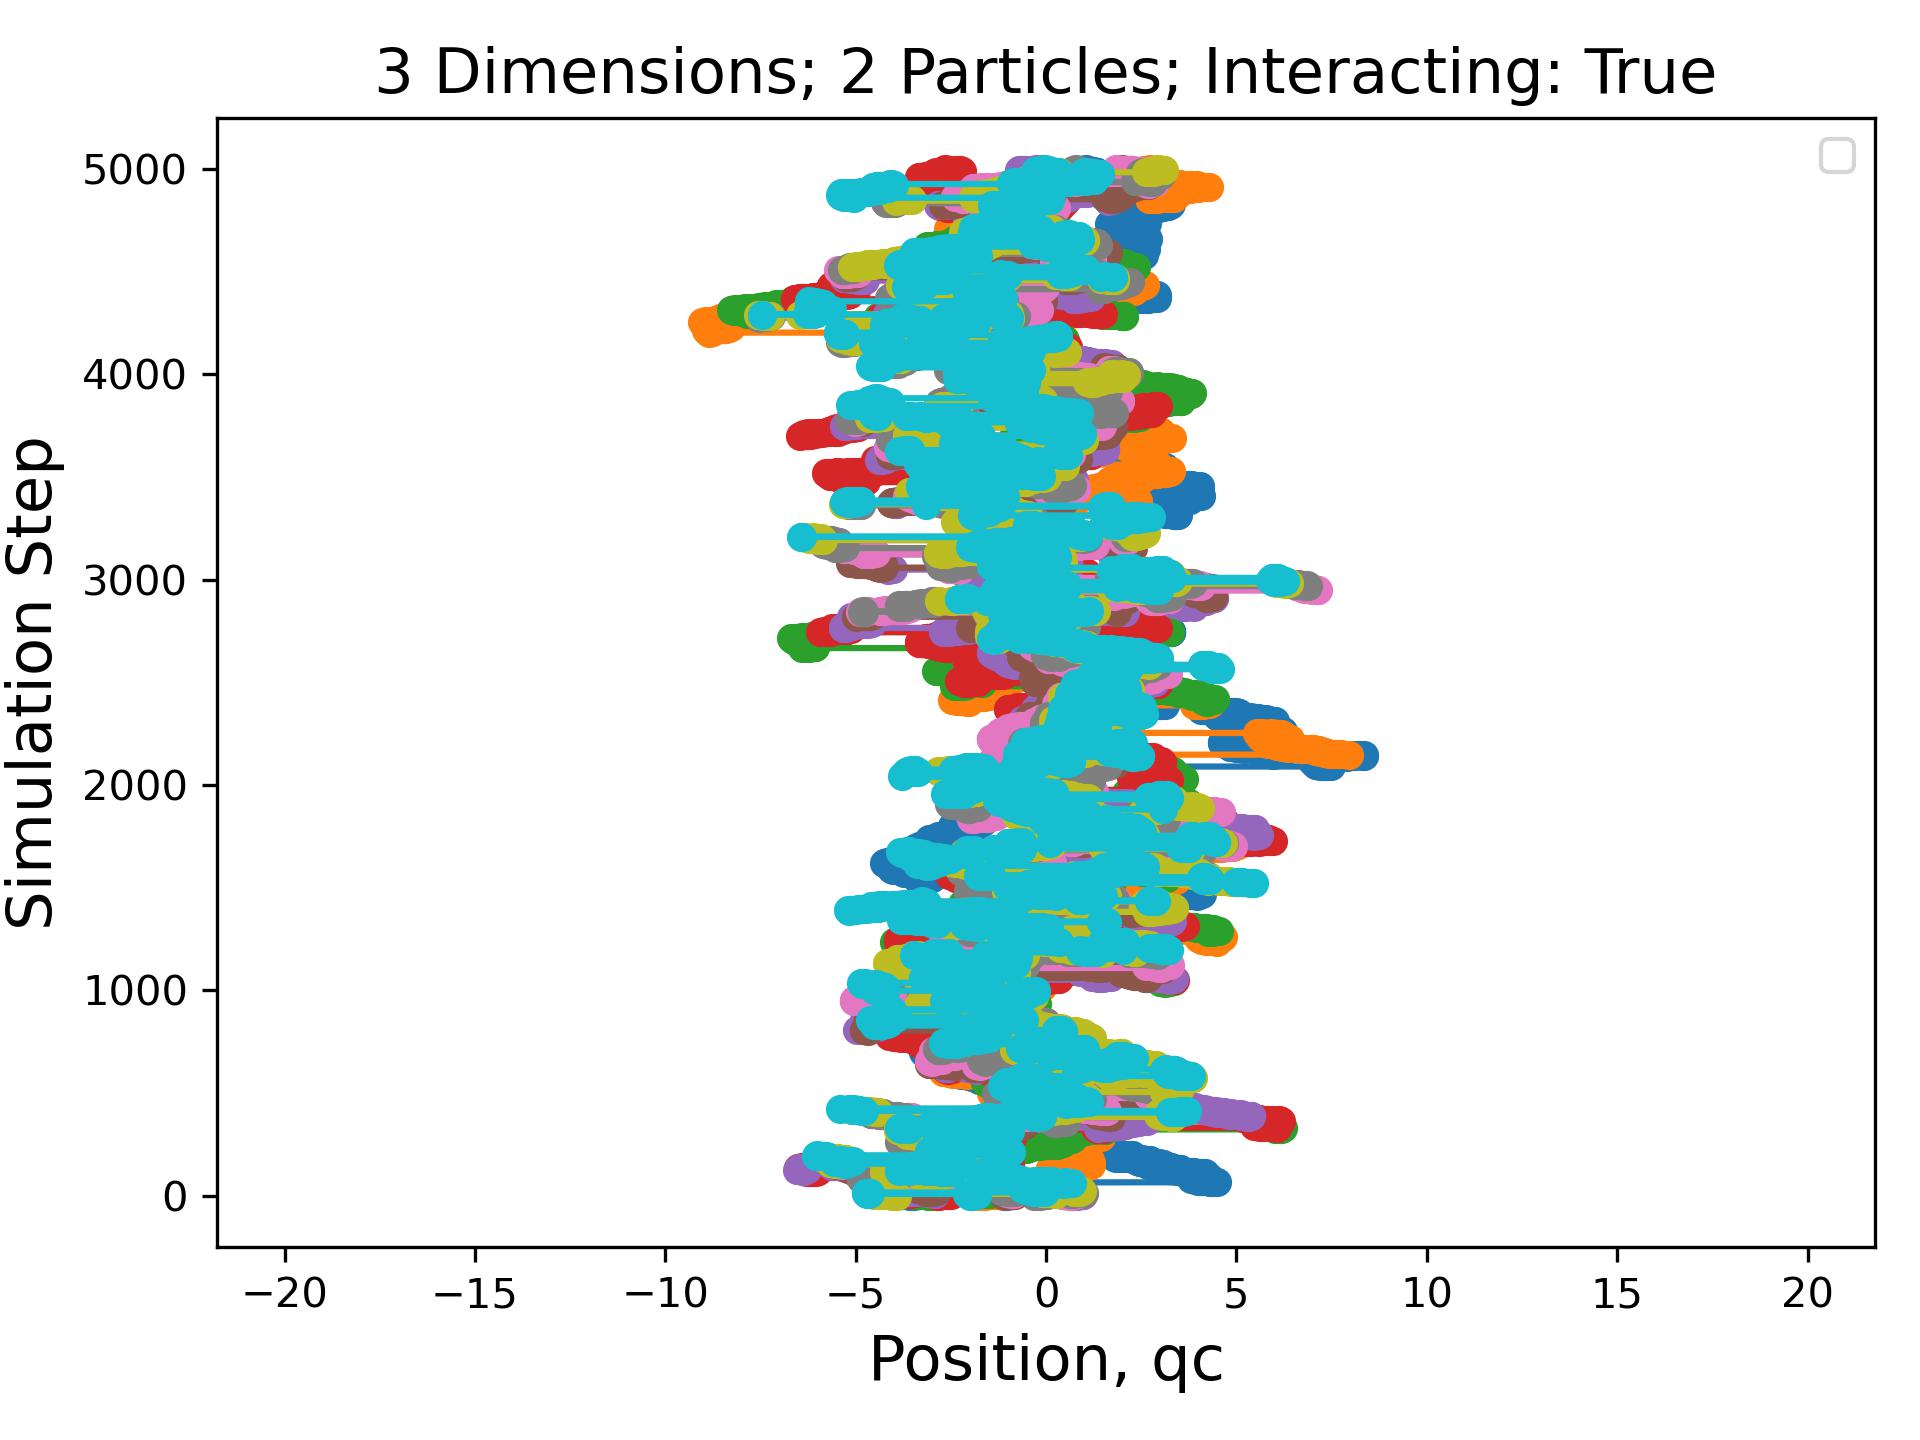 3 Dimensions; 2 Particles; Interacting: True
Simulation Step
5000
4000
3000
2000
1000
0
−20 −15 −10 −5 0 5 10 15 20
Position, qc